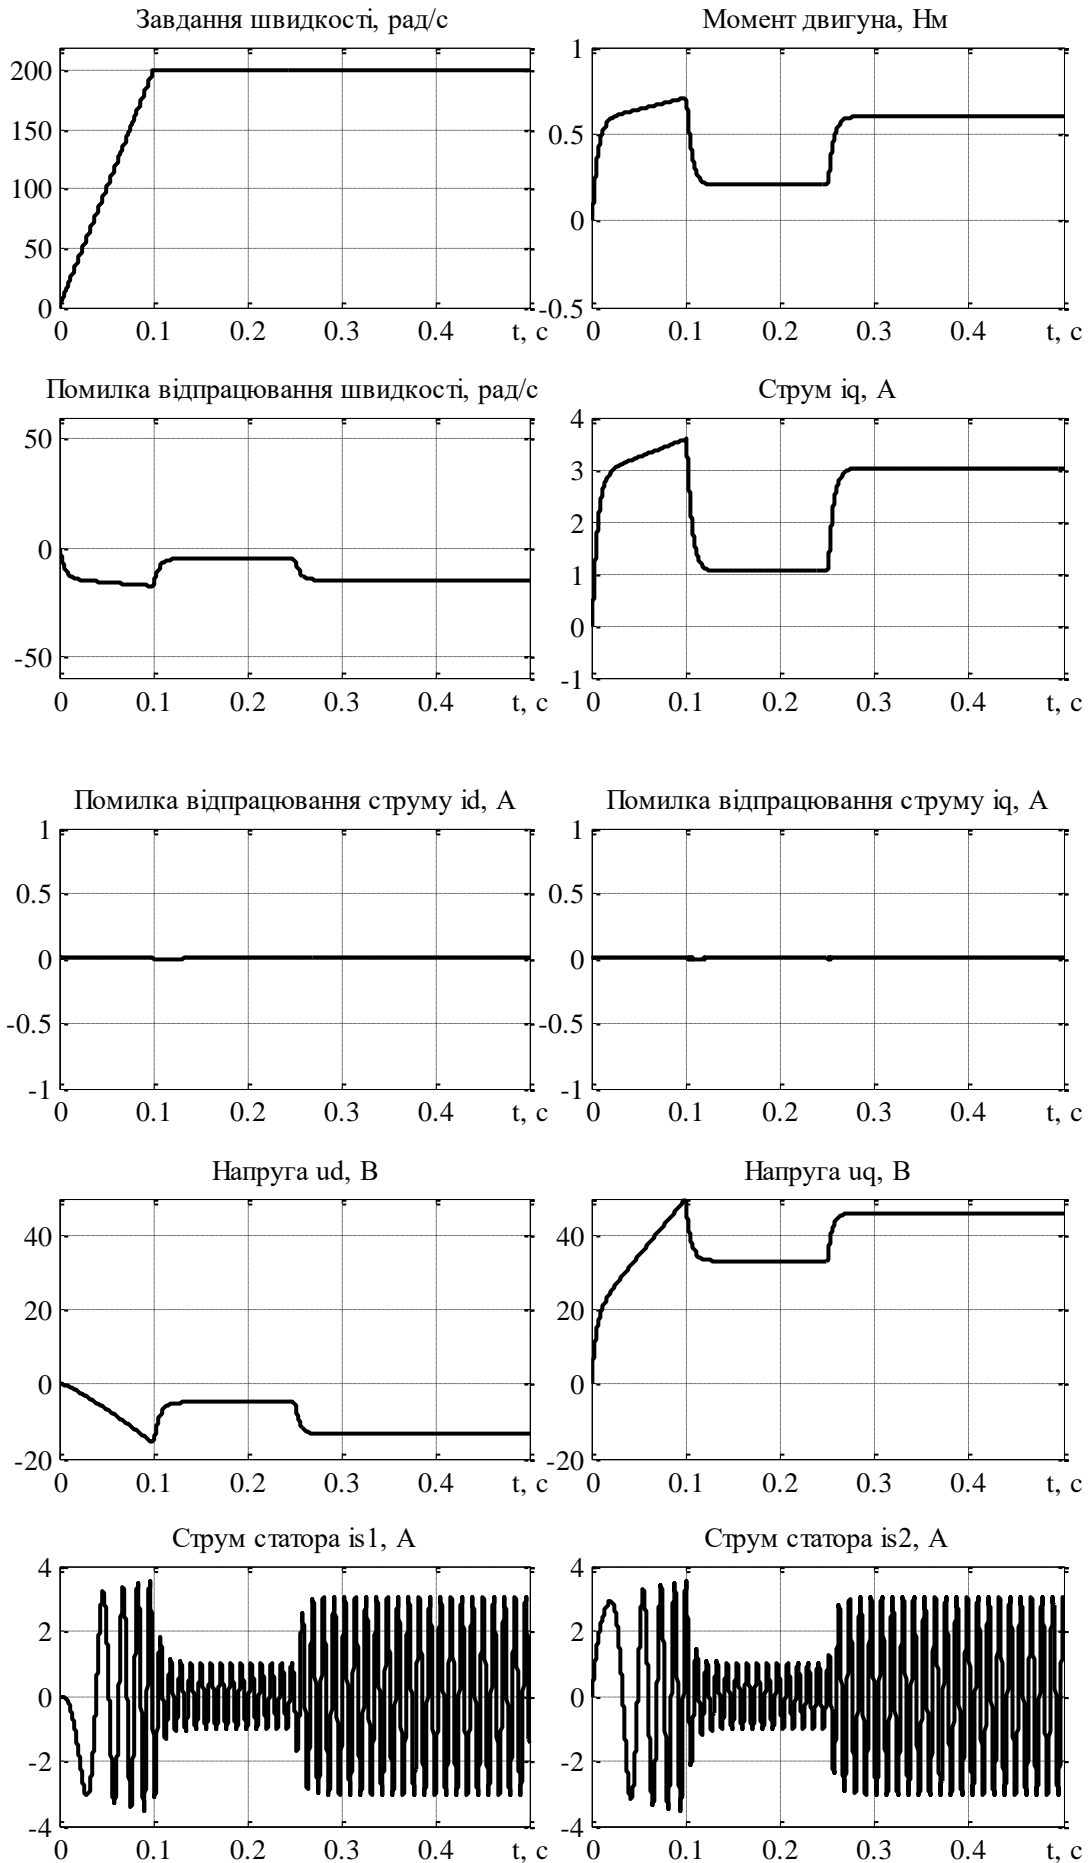 Завдання швидкості, рад/с
Момент двигуна, Нм
200
150
100
50
0
0 0.1 0.2 0.3 0.4 t, с
1
0.5
0
-0.5
0 0.1 0.2 0.3 0.4 t, с
Помилка відпрацювання швидкості, рад/с
Струм iq, А
50
0
-50
0 0.1 0.2 0.3 0.4 t, с
4
3
2
1
0
-1
0 0.1 0.2 0.3 0.4 t, с
Помилка відпрацювання струму id, А
Помилка відпрацювання струму iq, А
1
0.5
0
-0.5
-1
0 0.1 0.2 0.3 0.4 t, с
1
0.5
0
-0.5
-1
0 0.1 0.2 0.3 0.4 t, с
Напруга ud, В
Напруга uq, В
40
20
0
-20
0 0.1 0.2 0.3 0.4 t, с
40
20
0
-20
0 0.1 0.2 0.3 0.4 t, с
Струм статора is1, А
Струм статора is2, А
4
2
0
-2
-4
0 0.1 0.2 0.3 0.4 t, с
4
2
0
-2
-4
0 0.1 0.2 0.3 0.4 t, с